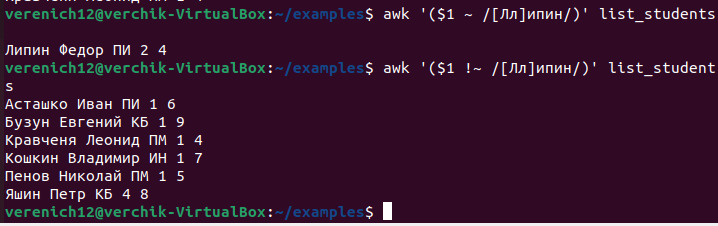 verenich12@verchik-VirtualBox:~/examples$ awk '($1 ~ /[Лл]ипин/)' list_students
Липин Федор ПИ 2 4
verenich12@verchik-VirtualBox:~/examples$ awk '($1 !~ /[Лл]ипин/)' list_student
s
Асташко Иван ПИ 1 6
Бузун Евгений КБ 1 9
Кравченя Леонид ПМ 1 4
Кошкин Владимир ИН 1 7
Пенов Николай ПМ 1 5
Яшин Петр КБ 4 8
verenich12@verchik-VirtualBox:~/examples$